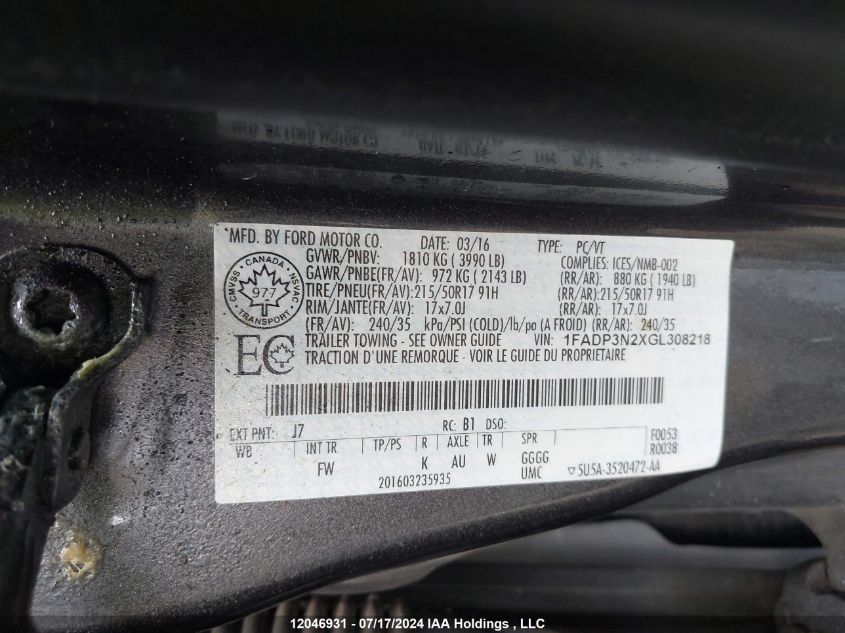 MFD. BY FORD MOTOR CO. DATE: 03/16 TYPE: PC/VT
GVWR/PNBV: 1810 KG ( 3990 LB) COMPLIES: ICES/NMB-002
GAWR/PNBE(FR/AV): 972 KG ( 2143 LB) (RR/AR): 880 KG ( 1940 LB)
TIRE/PNEU(FR/AV):215/50R17 91H (RR/AR):215/50R17 91H
RIM/JANTE(FR/AV): 17x7.0J (RR/AR): 17x7.0J
(FR/AV): 240/35 kPa/PSI (COLD)/lb/po (A FROID) (RR/AR): 240/35
TRAILER TOWING - SEE OWNER GUIDE VIN: 1FADP3N2XGL308218
TRACTION D'UNE REMORQUE - VOIR LE GUIDE DU PROPRIETAIRE
CANADA
CMVSS NSVAC
977
TRANSPORT
EC
EXT PNT: J7 RC: B1 DSO:
WB INT TR TP/PS R AXLE TR SPR F0053
FW K AU W GGGG R0038
UMC 5U5A-3520472-AA
201603235935
12046931 - 07/17/2024 IAA Holdings , LLC